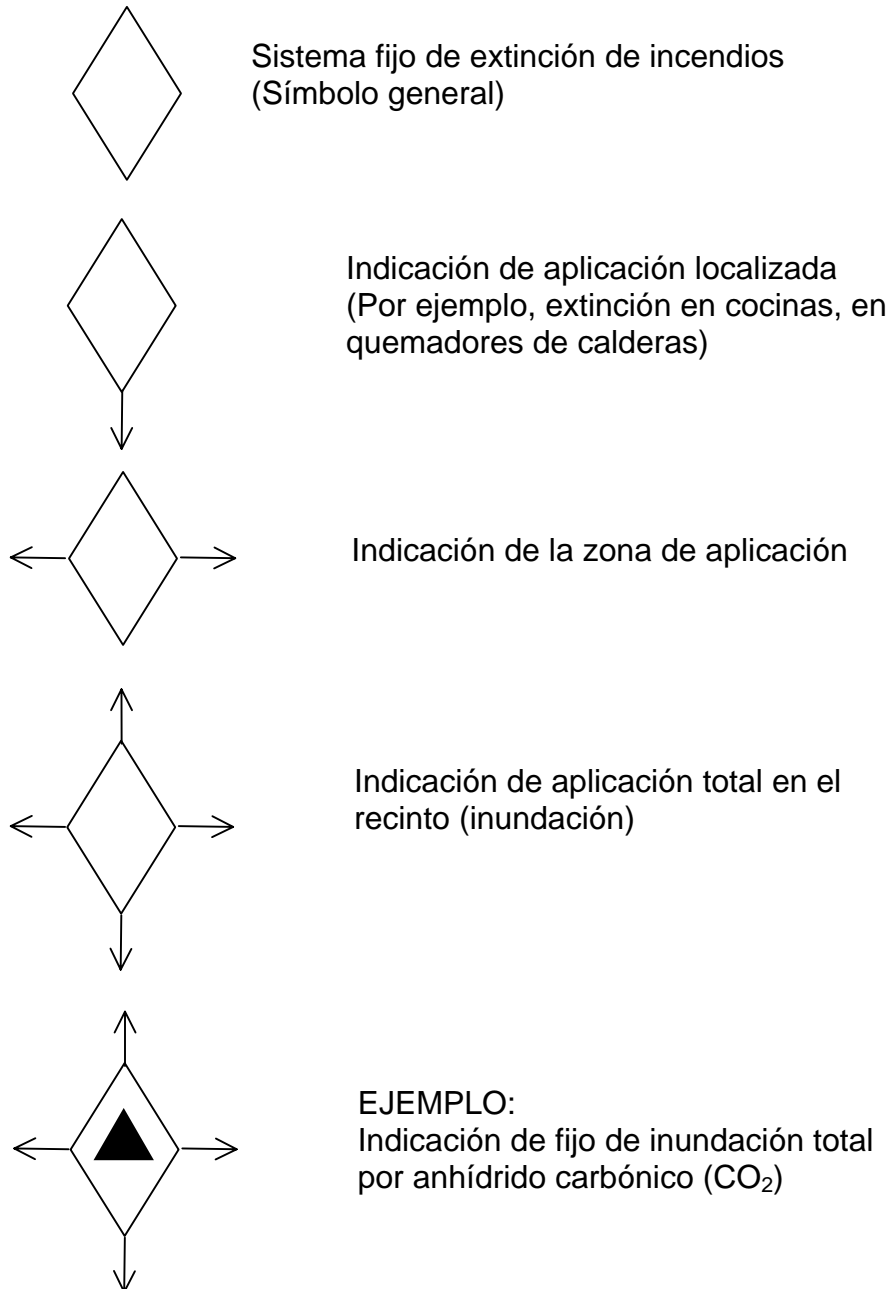 Sistema fijo de extinción de incendios
(Símbolo general)
Indicación de aplicación localizada
(Por ejemplo, extinción en cocinas, en
quemadores de calderas)
Indicación de la zona de aplicación
Indicación de aplicación total en el
recinto (inundación)
EJEMPLO:
Indicación de fijo de inundación total
por anhídrido carbónico (CO₂)